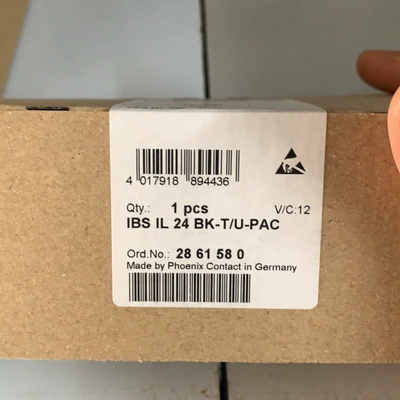 4 017918 894436
Qty.: 1 pcs V/C:12
IBS IL 24 BK-T/U-PAC
Ord.No.: 28 61 58 0
Made by Phoenix Contact in Germany